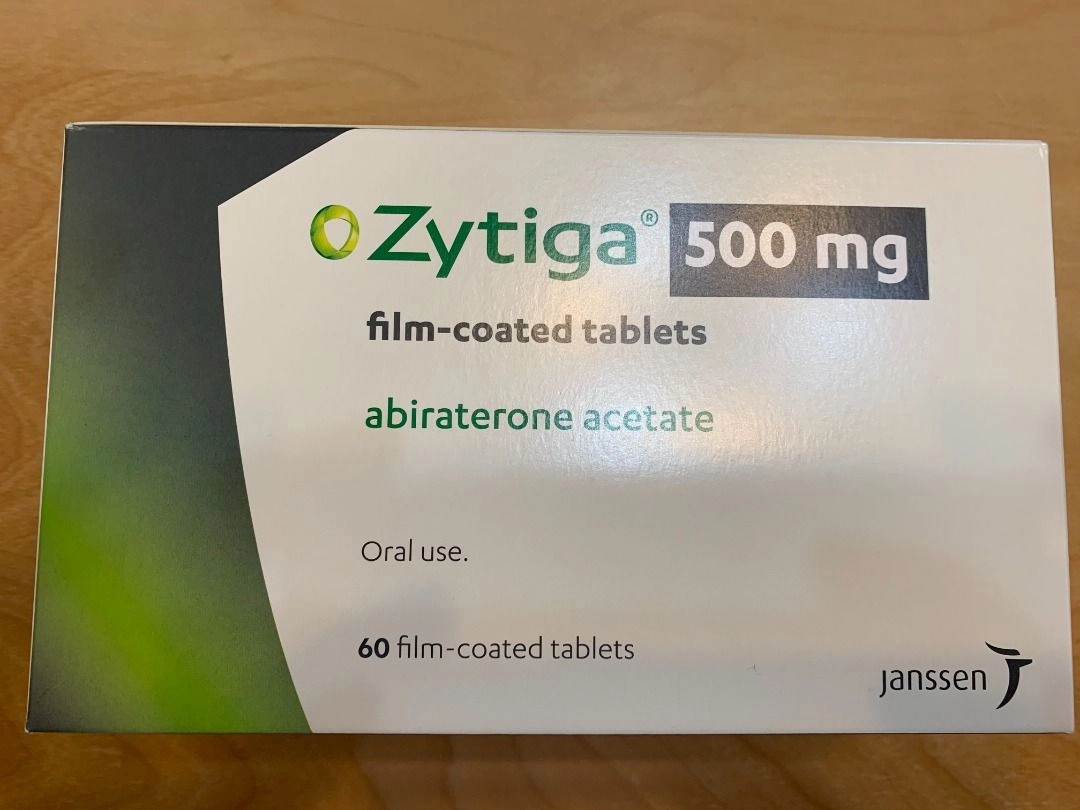 Zytiga® 500 mg
film-coated tablets
abiraterone acetate
Oral use.
60 film-coated tablets
janssen